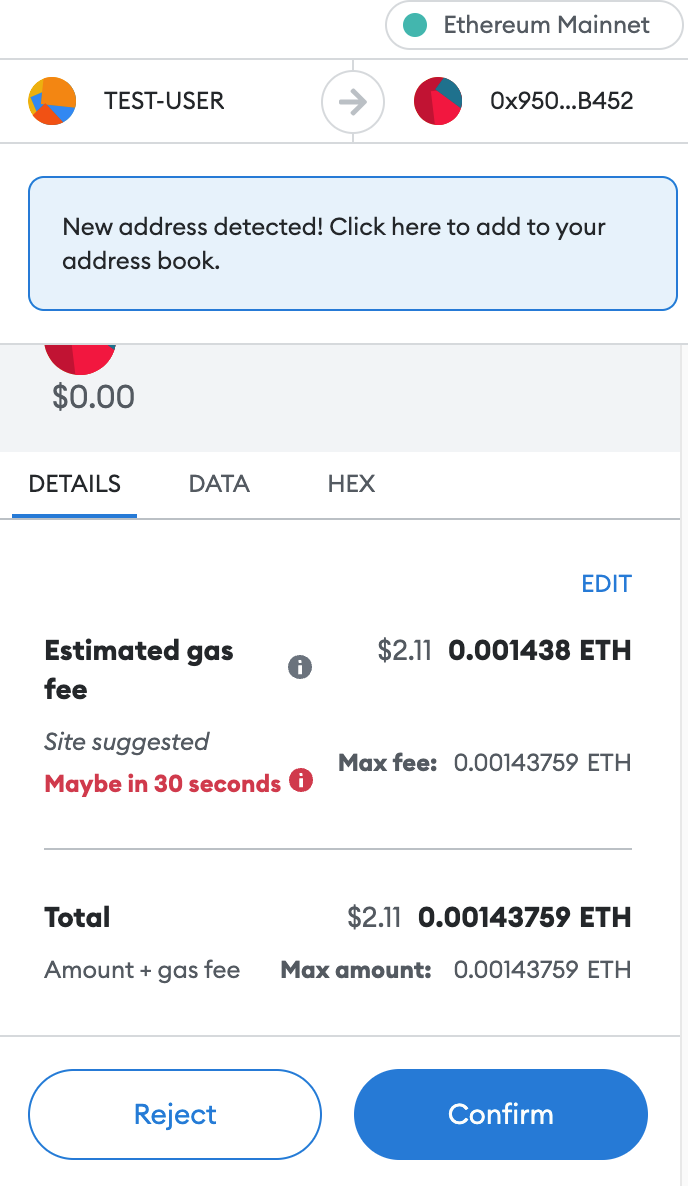 Ethereum Mainnet
TEST-USER
0x950...B452
New address detected! Click here to add to your
address book.
$0.00
DETAILS DATA HEX
EDIT
Estimated gas
fee
$2.11 0.001438 ETH
Site suggested
Maybe in 30 seconds
Max fee: 0.00143759 ETH
Total $2.11 0.00143759 ETH
Amount + gas fee Max amount: 0.00143759 ETH
Reject Confirm